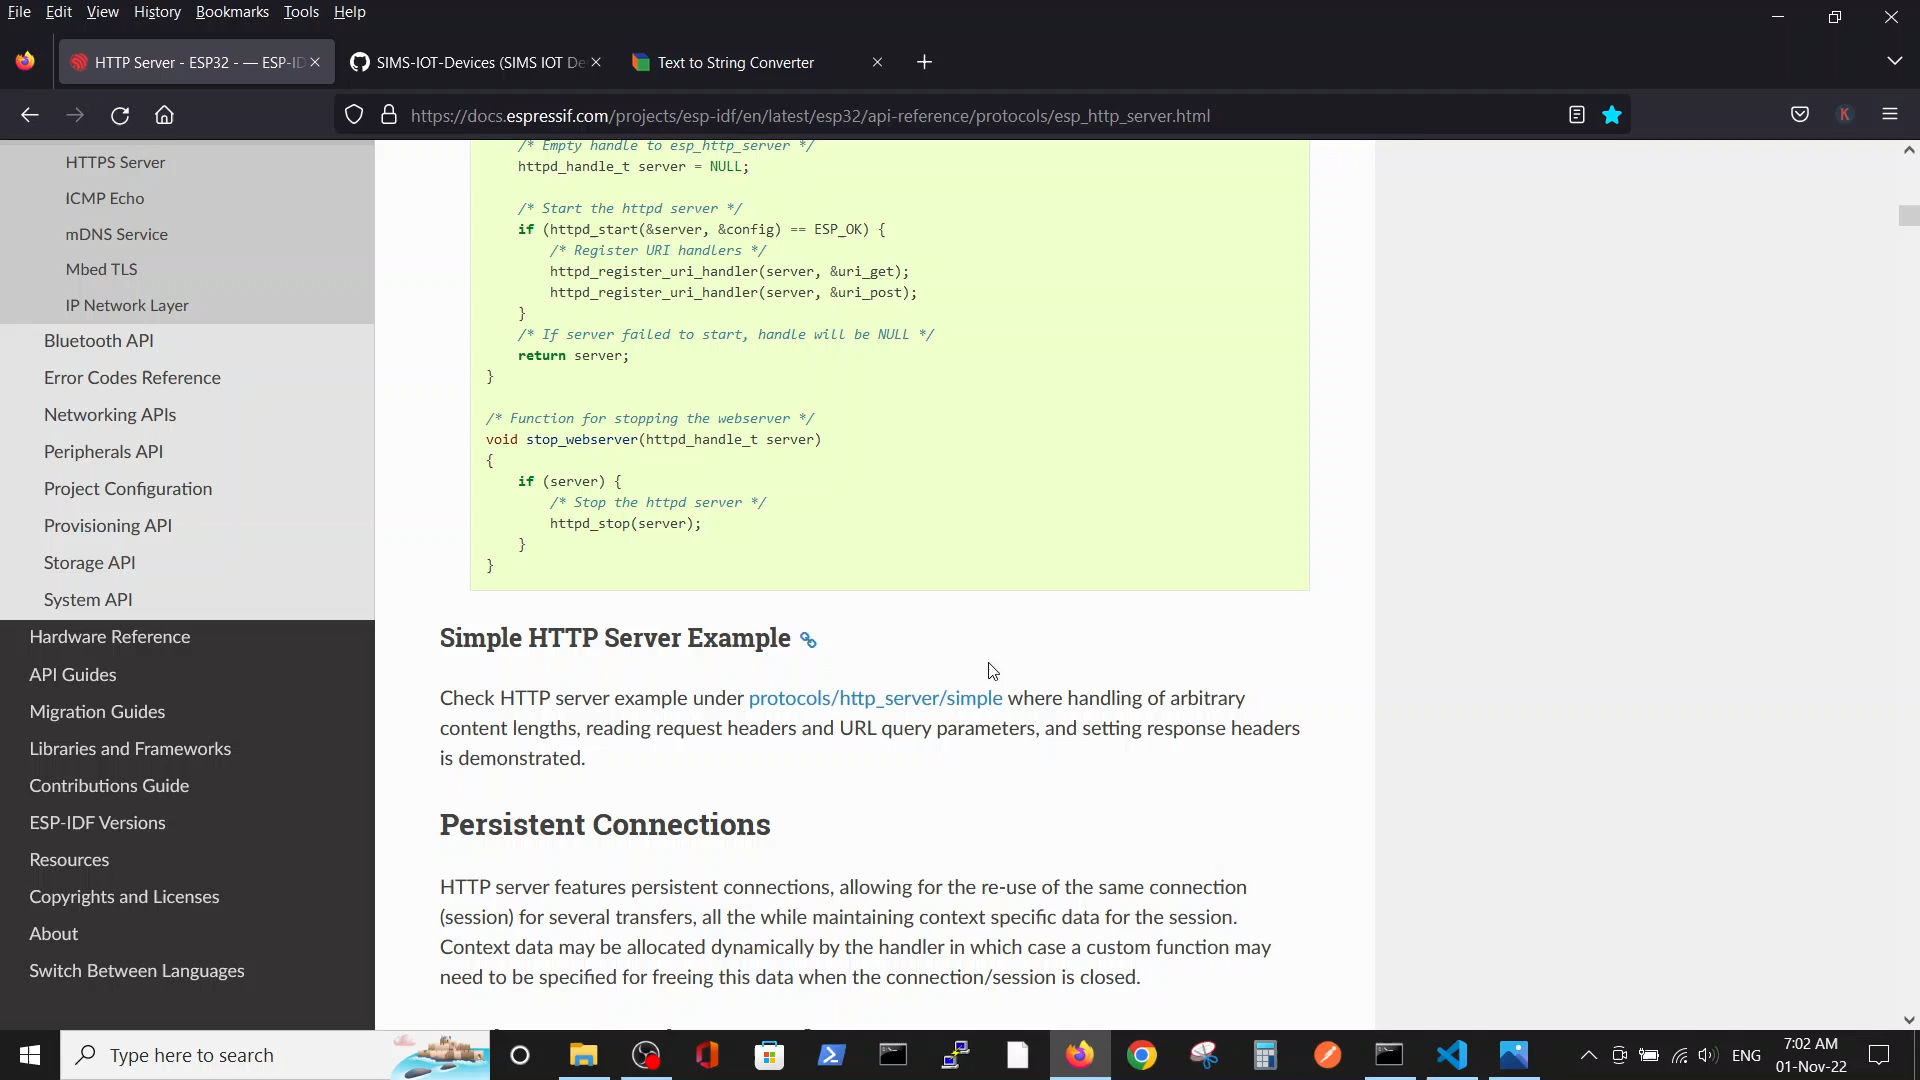 File Edit View History Bookmarks Tools Help
HTTP Server - ESP32 - — ESP-ID
SIMS-IOT-Devices (SIMS IOT De
Text to String Converter
https://docs.espressif.com/projects/esp-idf/en/latest/esp32/api-reference/protocols/esp_http_server.html
K
HTTPS Server
ICMP Echo
mDNS Service
Mbed TLS
IP Network Layer
Bluetooth API
Error Codes Reference
Networking APIs
Peripherals API
Project Configuration
Provisioning API
Storage API
System API
Hardware Reference
API Guides
Migration Guides
Libraries and Frameworks
Contributions Guide
ESP-IDF Versions
Resources
Copyrights and Licenses
About
Switch Between Languages
/* Empty handle to esp_http_server */
httpd_handle_t server = NULL;
/* Start the httpd server */
if (httpd_start(&server, &config) == ESP_OK) {
/* Register URI handlers */
httpd_register_uri_handler(server, &uri_get);
httpd_register_uri_handler(server, &uri_post);
}
/* If server failed to start, handle will be NULL */
return server;
}
/* Function for stopping the webserver */
void stop_webserver(httpd_handle_t server)
{
if (server) {
/* Stop the httpd server */
httpd_stop(server);
}
}
Simple HTTP Server Example
Check HTTP server example under protocols/http_server/simple where handling of arbitrary
content lengths, reading request headers and URL query parameters, and setting response headers
is demonstrated.
Persistent Connections
HTTP server features persistent connections, allowing for the re-use of the same connection
(session) for several transfers, all the while maintaining context specific data for the session.
Context data may be allocated dynamically by the handler in which case a custom function may
need to be specified for freeing this data when the connection/session is closed.
Type here to search
ENG
7:02 AM
01-Nov-22